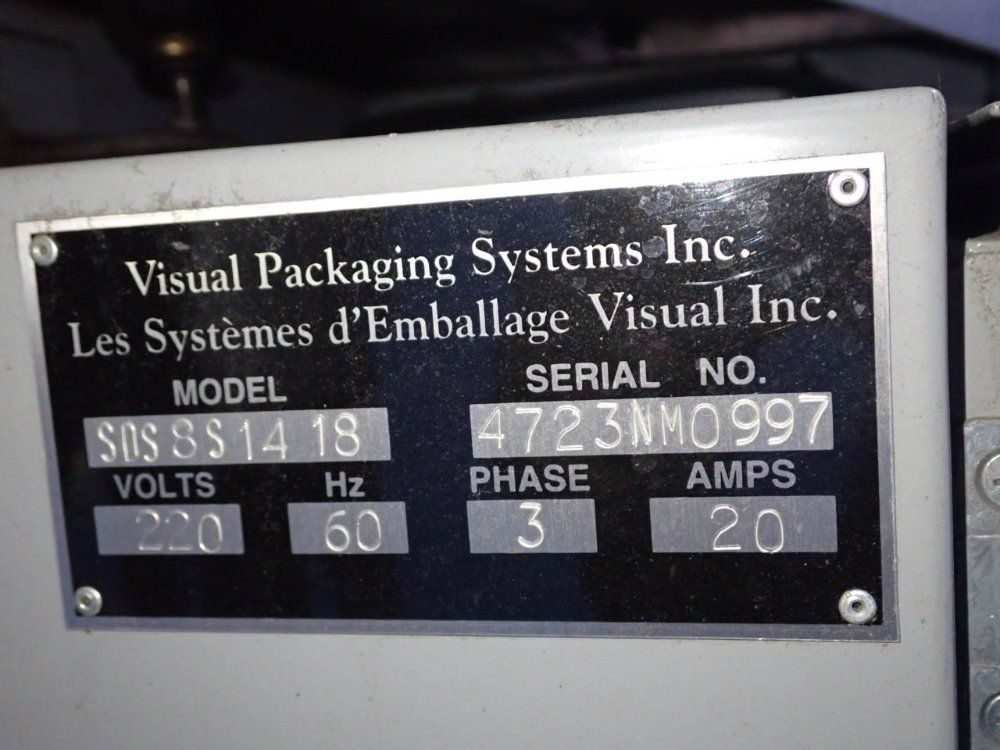 Visual Packaging Systems Inc.
Les Systèmes d'Emballage Visual Inc.
MODEL SERIAL NO.
SDS8S1418 4723NM0997
VOLTS Hz PHASE AMPS
220 60 3 20